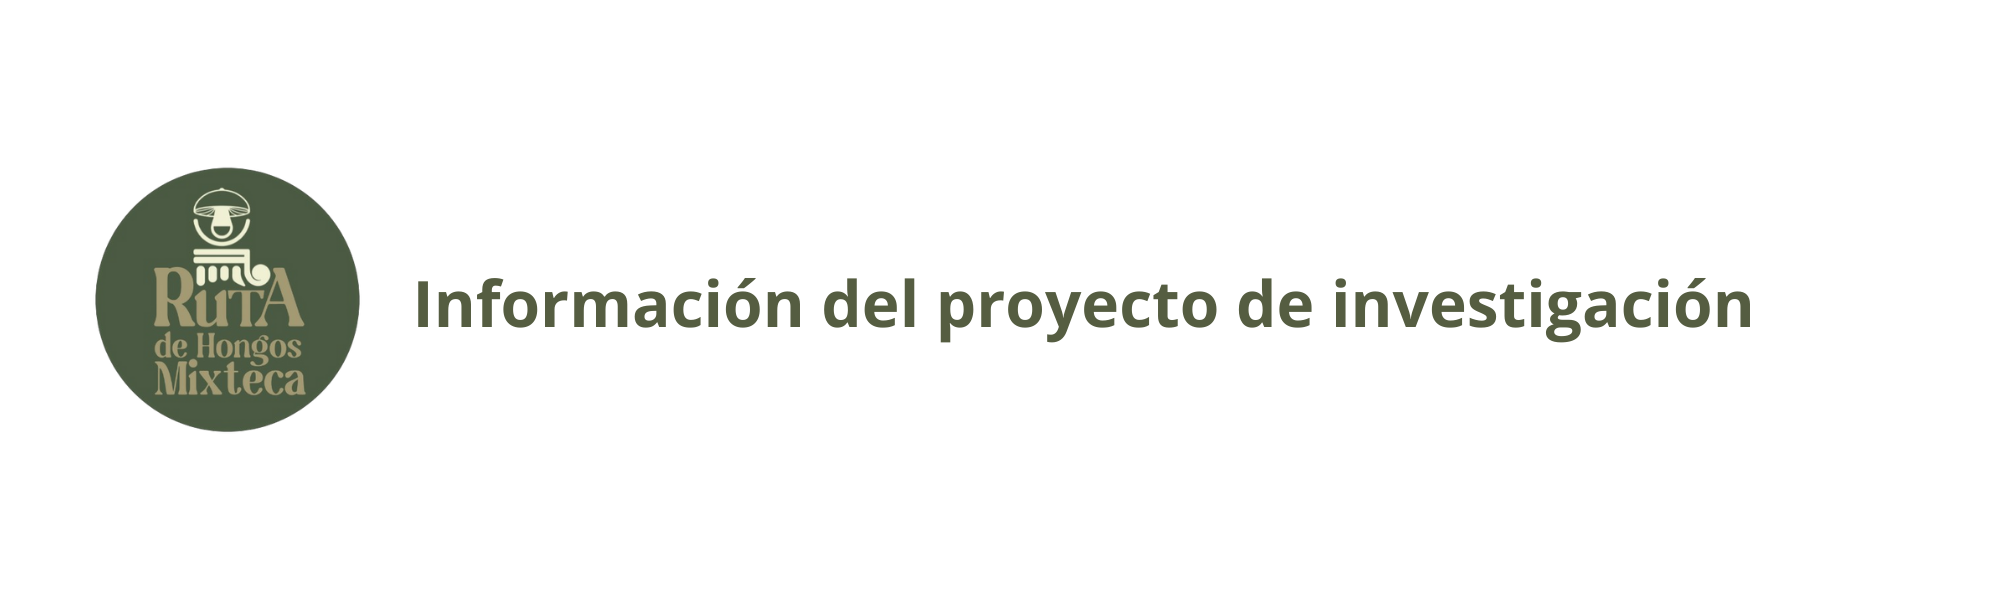 RUTA
de Hongos
Mixteca
Información del proyecto de investigación